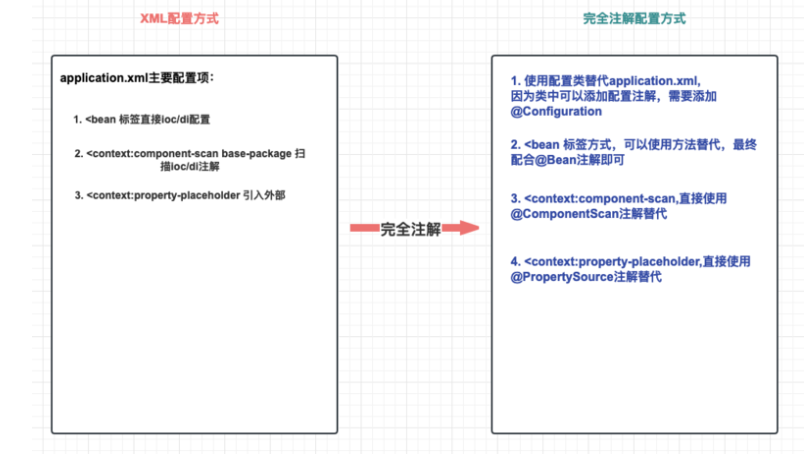 XML配置方式
application.xml主要配置项：
1. <bean 标签直接ioc/di配置
2. <context:component-scan base-package 扫
描ioc/di注解
3. <context:property-placeholder 引入外部
完全注解
完全注解配置方式
1. 使用配置类替代application.xml,
因为类中可以添加配置注解，需要添加
@Configuration
2. <bean 标签方式，可以使用方法替代，最终
配合@Bean注解即可
3. <context:component-scan,直接使用
@ComponentScan注解替代
4. <context:property-placeholder,直接使用
@PropertySource注解替代